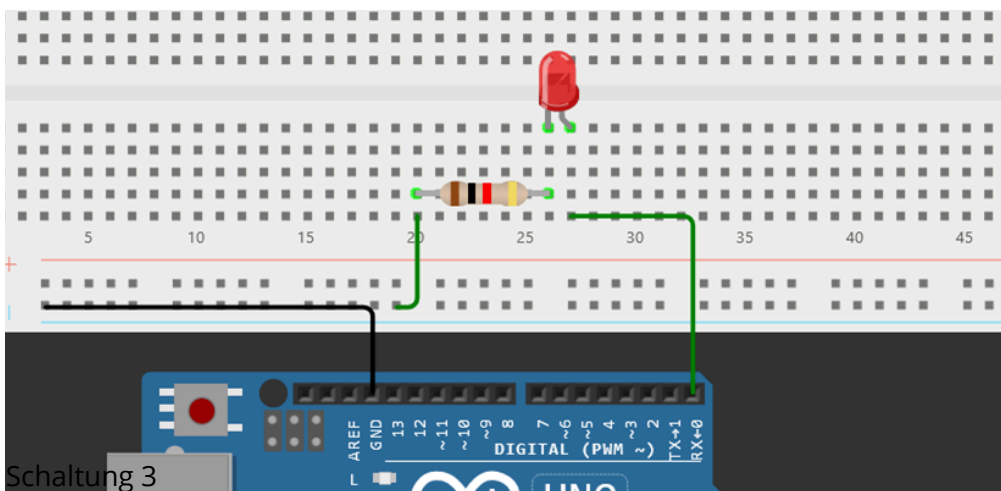 5 10 15 20 25 30 35 40 45
+
|
AREF GND 13 12 ~11 ~10 ~9 8 7 ~6 ~5 4 ~3 2 TX→1 RX←0
DIGITAL (PWM ~)
L
UNO
Schaltung 3